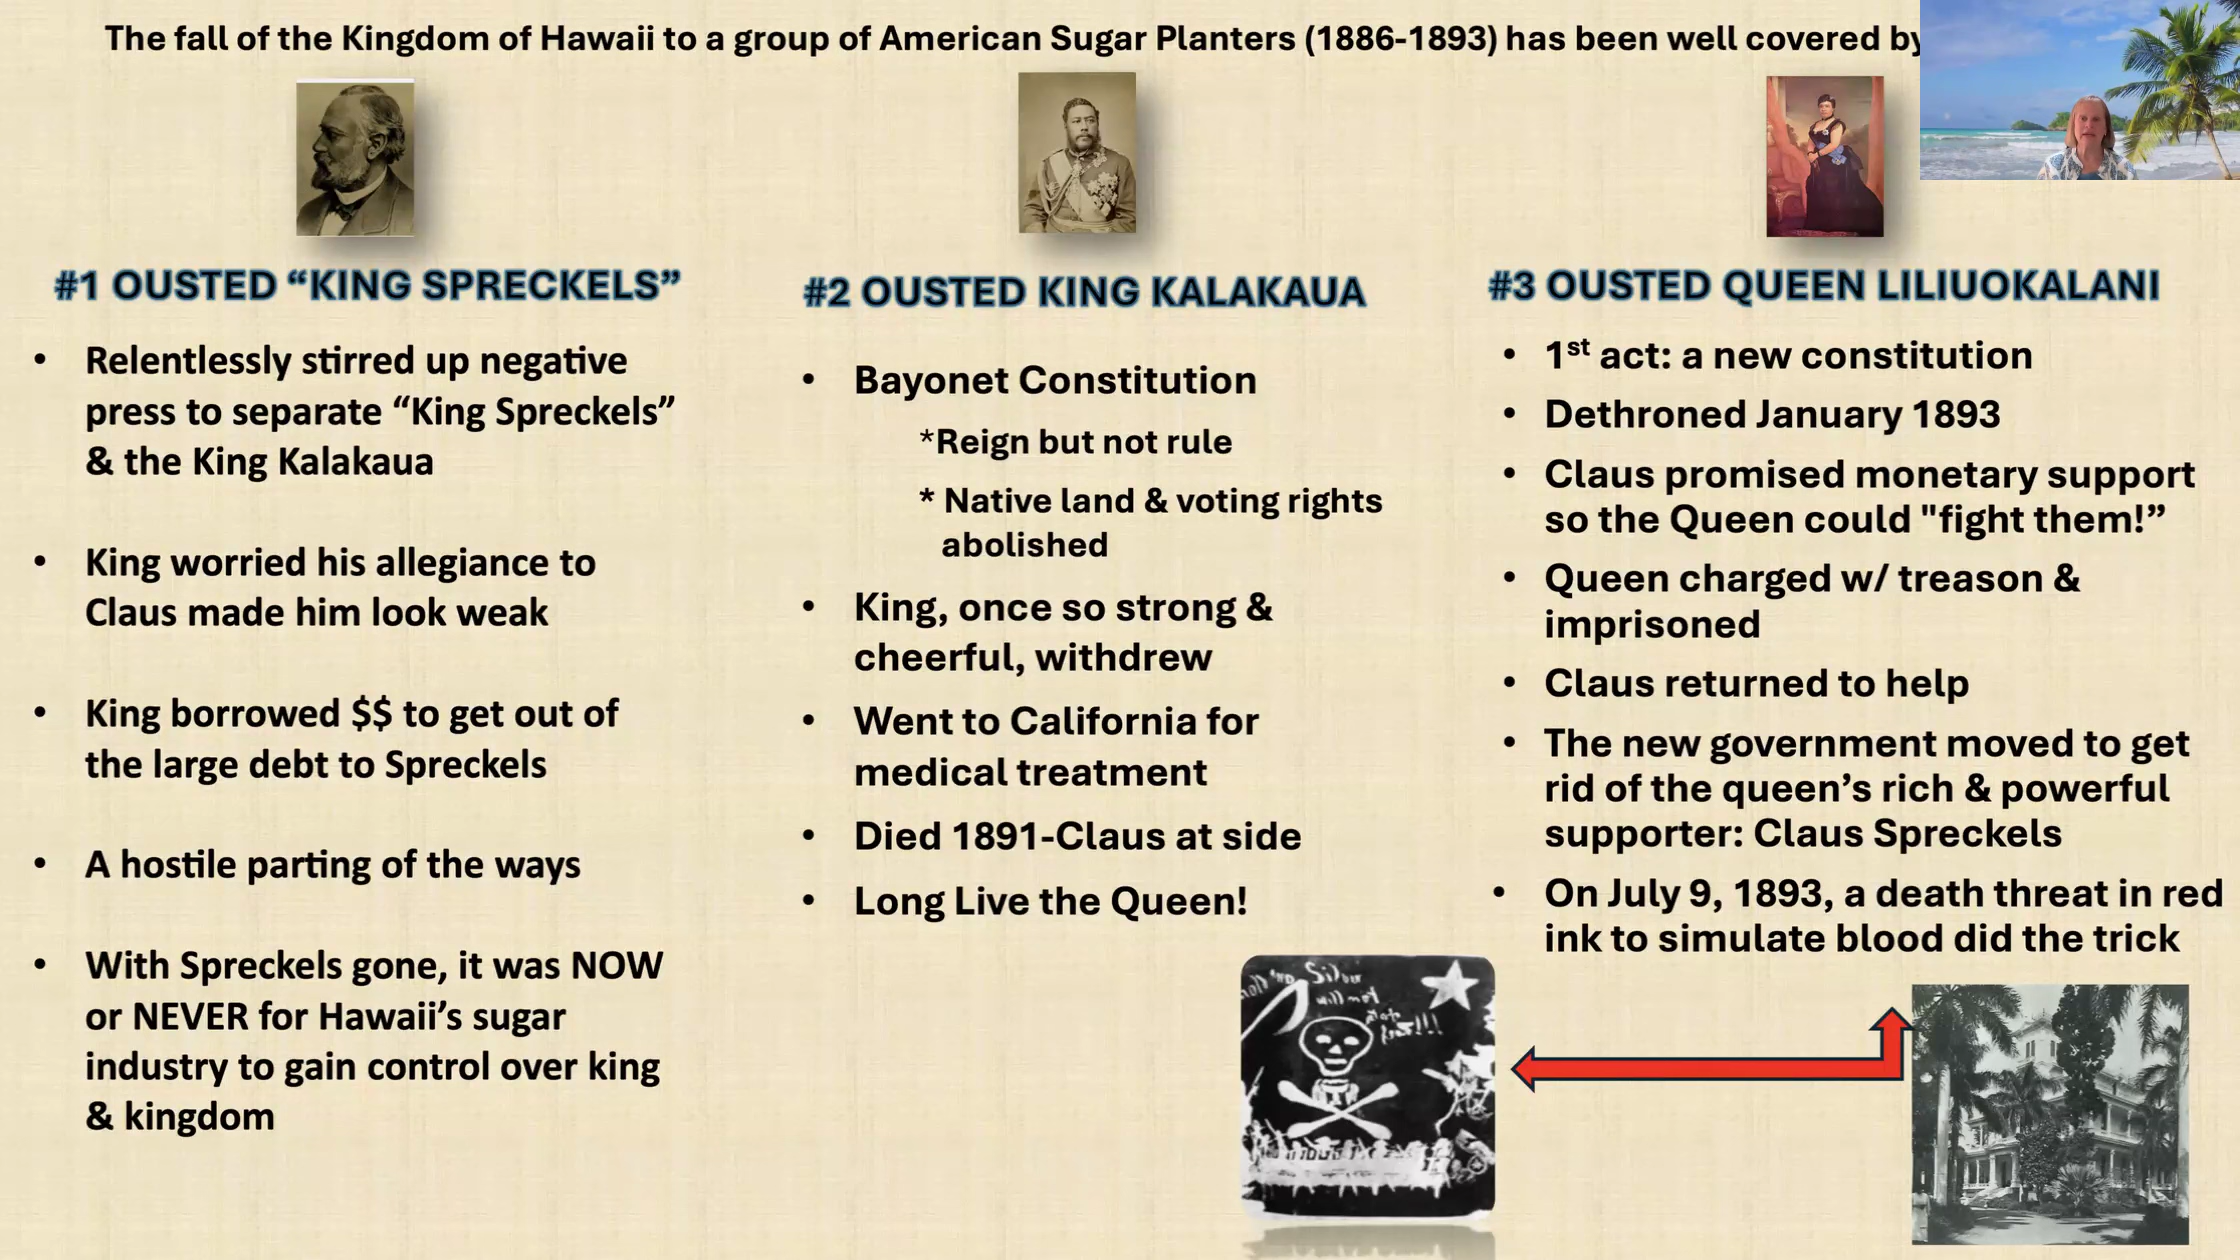 The fall of the Kingdom of Hawaii to a group of American Sugar Planters (1886-1893) has been well covered by
#1 OUSTED “KING SPRECKELS”
• Relentlessly stirred up negative
press to separate “King Spreckels”
& the King Kalakaua
• King worried his allegiance to
Claus made him look weak
• King borrowed $$ to get out of
the large debt to Spreckels
• A hostile parting of the ways
• With Spreckels gone, it was NOW
or NEVER for Hawaii’s sugar
industry to gain control over king
& kingdom
#2 OUSTED KING KALAKAUA
• Bayonet Constitution
*Reign but not rule
* Native land & voting rights
abolished
• King, once so strong &
cheerful, withdrew
• Went to California for
medical treatment
• Died 1891-Claus at side
• Long Live the Queen!
#3 OUSTED QUEEN LILIUOKALANI
• 1st act: a new constitution
• Dethroned January 1893
• Claus promised monetary support
so the Queen could "fight them!”
• Queen charged w/ treason &
imprisoned
• Claus returned to help
• The new government moved to get
rid of the queen’s rich & powerful
supporter: Claus Spreckels
• On July 9, 1893, a death threat in red
ink to simulate blood did the trick